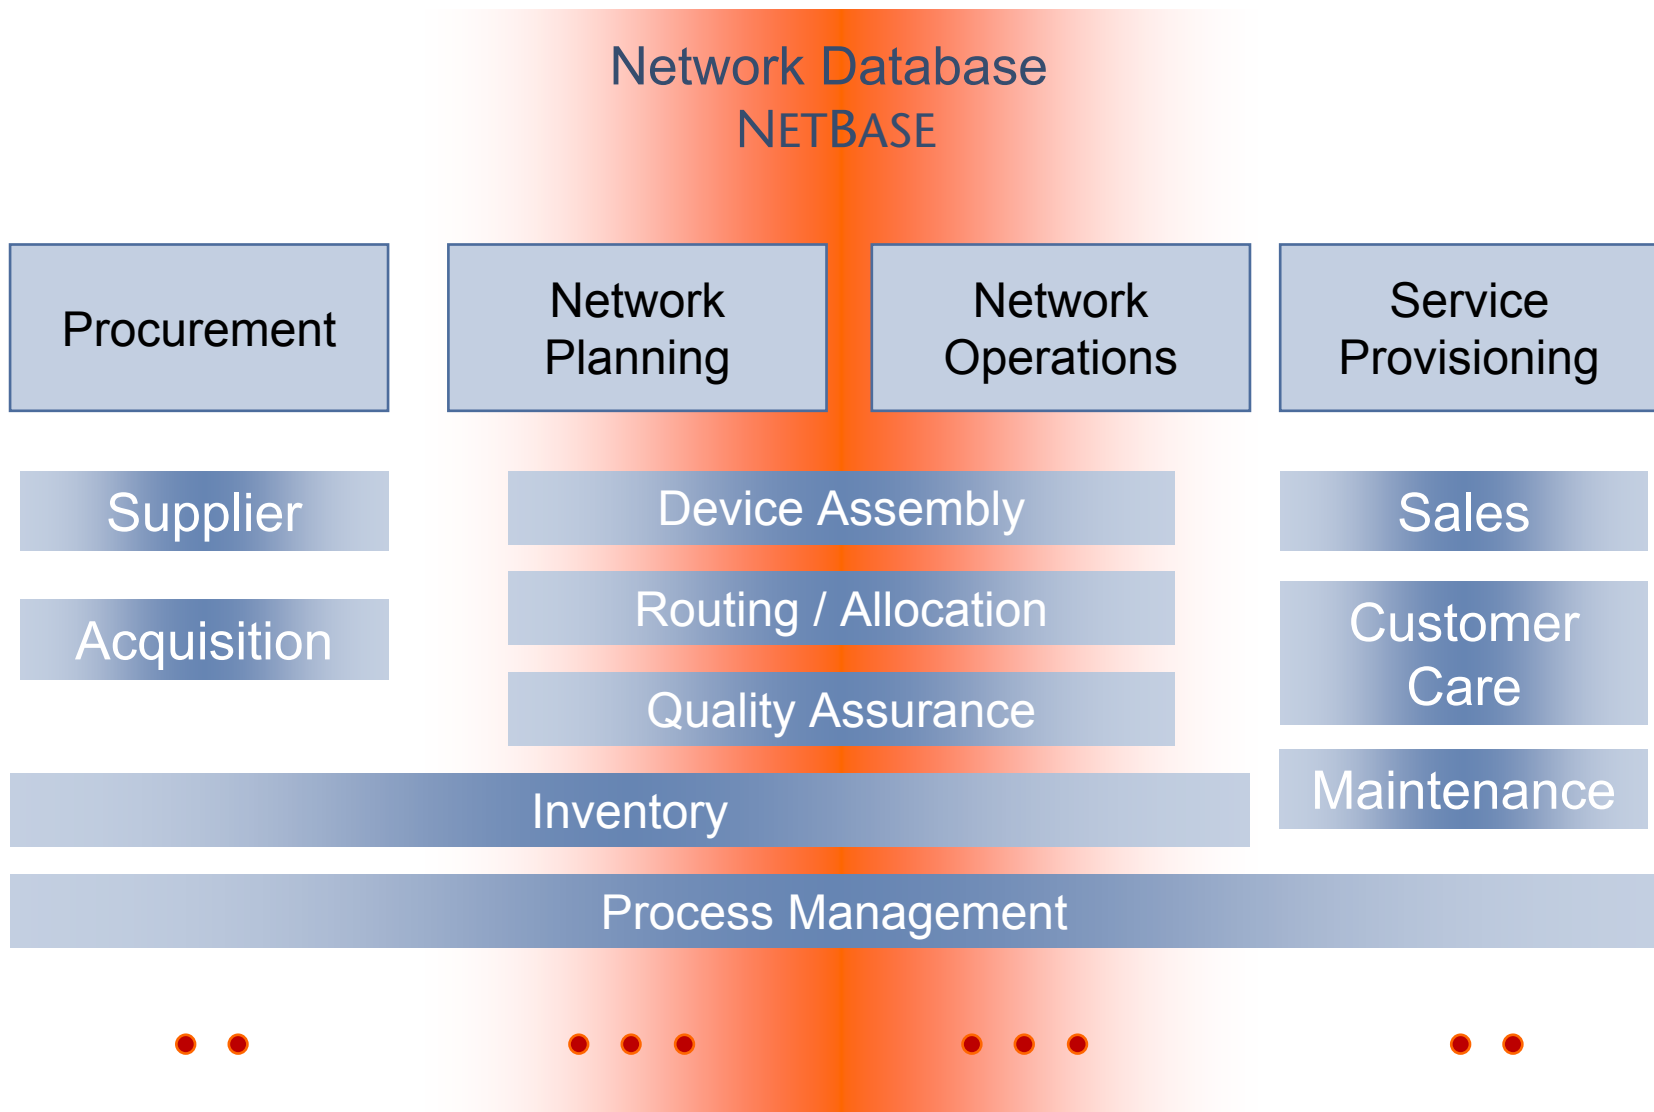 Network Database
NETBASE
Procurement
Network
Planning
Network
Operations
Service
Provisioning
Supplier
Device Assembly
Sales
Routing / Allocation
Acquisition
Customer
Care
Quality Assurance
Maintenance
Inventory
Process Management